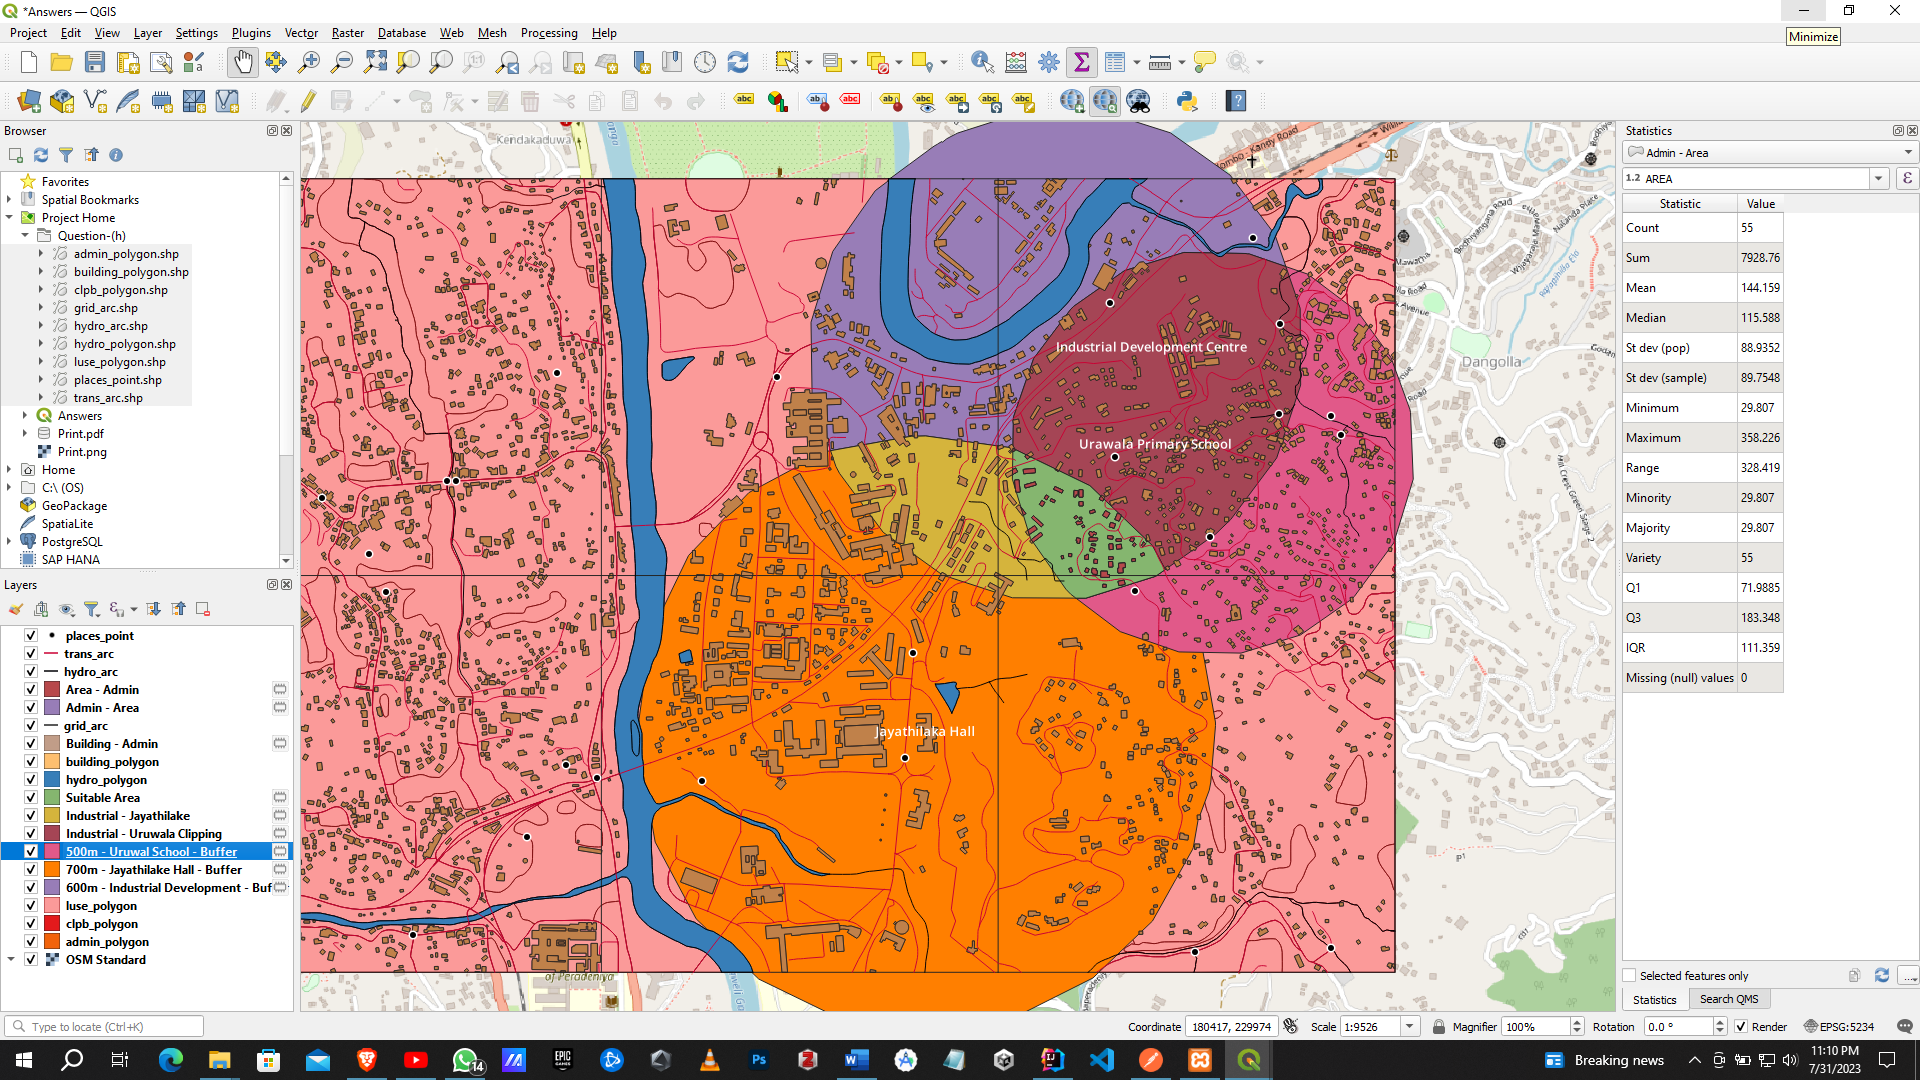 *Answers — QGIS
Project Edit View Layer Settings Plugins Vector Raster Database Web Mesh Processing Help
Minimize
Browser
Favorites
Spatial Bookmarks
Project Home
Question-(h)
admin_polygon.shp
building_polygon.shp
clpb_polygon.shp
grid_arc.shp
hydro_arc.shp
hydro_polygon.shp
luse_polygon.shp
places_point.shp
trans_arc.shp
Answers
Print.pdf
Print.png
Home
C:\ (OS)
GeoPackage
SpatiaLite
PostgreSQL
SAP HANA
Layers
places_point
trans_arc
hydro_arc
Area - Admin
Admin - Area
grid_arc
Building - Admin
building_polygon
hydro_polygon
Suitable Area
Industrial - Jayathilake
Industrial - Uruwala Clipping
500m - Uruwal School - Buffer
700m - Jayathilake Hall - Buffer
600m - Industrial Development - Buf
luse_polygon
clpb_polygon
admin_polygon
OSM Standard
Kendakaduwa
Industrial Development Centre
Urawala Primary School
Jayathilaka Hall
Dangolla
of Peradeniya
Statistics
Admin - Area
1.2 AREA
ε
Statistic Value
Count 55
Sum 7928.76
Mean 144.159
Median 115.588
St dev (pop) 88.9352
St dev (sample) 89.7548
Minimum 29.807
Maximum 358.226
Range 328.419
Minority 29.807
Majority 29.807
Variety 55
Q1 71.9885
Q3 183.348
IQR 111.359
Missing (null) values 0
Selected features only
Statistics Search QMS
Type to locate (Ctrl+K)
Coordinate 180417, 229974 Scale 1:9526 Magnifier 100% Rotation 0.0 ° Render EPSG:5234
14
Breaking news
11:10 PM
7/31/2023